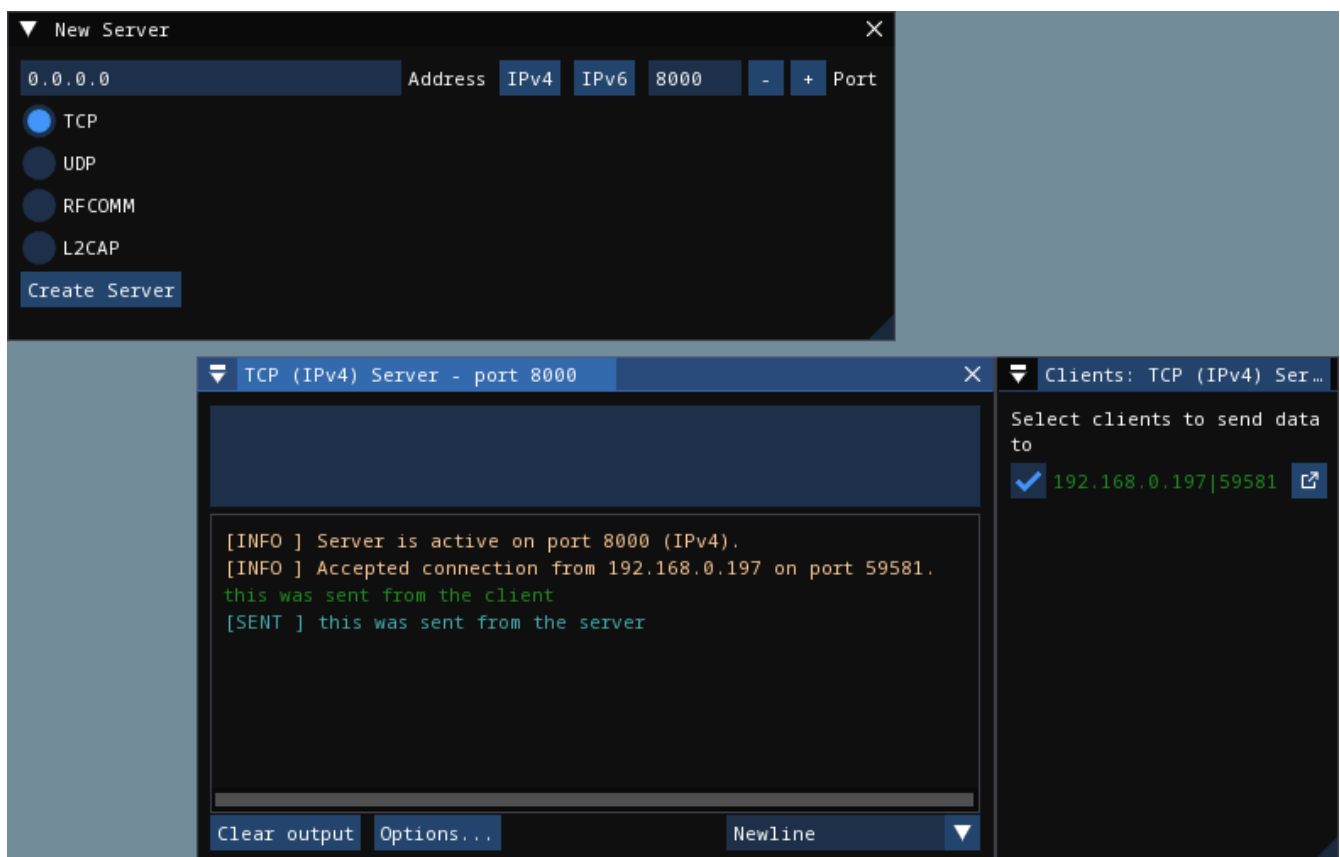 New Server
0.0.0.0 Address IPv4 IPv6 8000 - + Port
TCP
UDP
RFCOMM
L2CAP
Create Server
TCP (IPv4) Server - port 8000
[INFO ] Server is active on port 8000 (IPv4).
[INFO ] Accepted connection from 192.168.0.197 on port 59581.
this was sent from the client
[SENT ] this was sent from the server
Clear output Options... Newline
Clients: TCP (IPv4) Ser…
Select clients to send data
to
192.168.0.197|59581